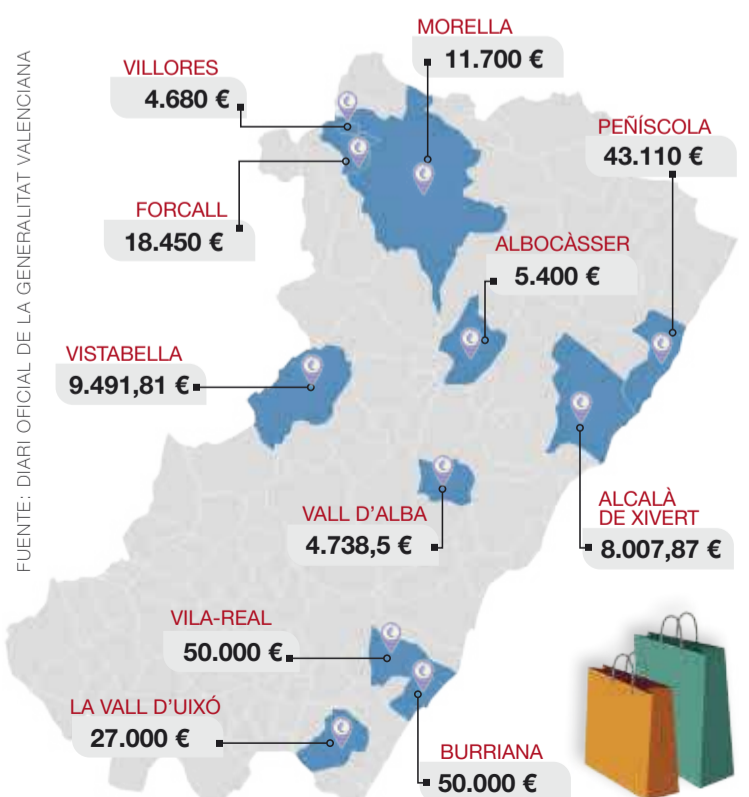 MORELLA
11.700 €
VILLORES
4.680 €
PEÑÍSCOLA
43.110 €
FORCALL
18.450 €
ALBOCÀSSER
5.400 €
VISTABELLA
9.491,81 €
VALL D'ALBA
4.738,5 €
ALCALÀ
DE XIVERT
8.007,87 €
VILA-REAL
50.000 €
LA VALL D'UIXÓ
27.000 €
BURRIANA
50.000 €
FUENTE: DIARI OFICIAL DE LA GENERALITAT VALENCIANA